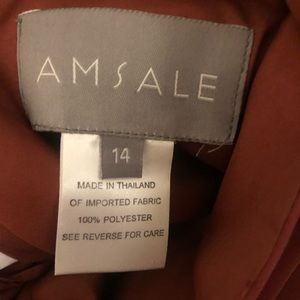 AMSALE
14
MADE IN THAILAND
OF IMPORTED FABRIC
100% POLYESTER
SEE REVERSE FOR CARE